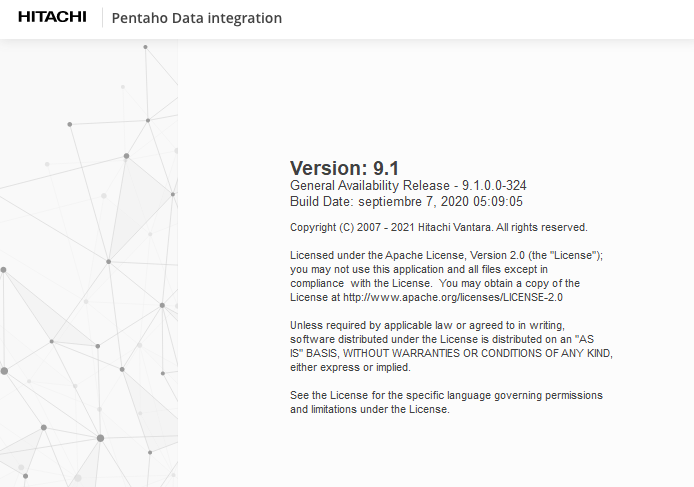 HITACHI Pentaho Data integration
Version: 9.1
General Availability Release - 9.1.0.0-324
Build Date: septiembre 7, 2020 05:09:05
Copyright (C) 2007 - 2021 Hitachi Vantara. All rights reserved.
Licensed under the Apache License, Version 2.0 (the "License");
you may not use this application and all files except in
compliance  with the License.  You may obtain a copy of the
License at http://www.apache.org/licenses/LICENSE-2.0
Unless required by applicable law or agreed to in writing,
software distributed under the License is distributed on an "AS
IS" BASIS, WITHOUT WARRANTIES OR CONDITIONS OF ANY KIND,
either express or implied.
See the License for the specific language governing permissions
and limitations under the License.